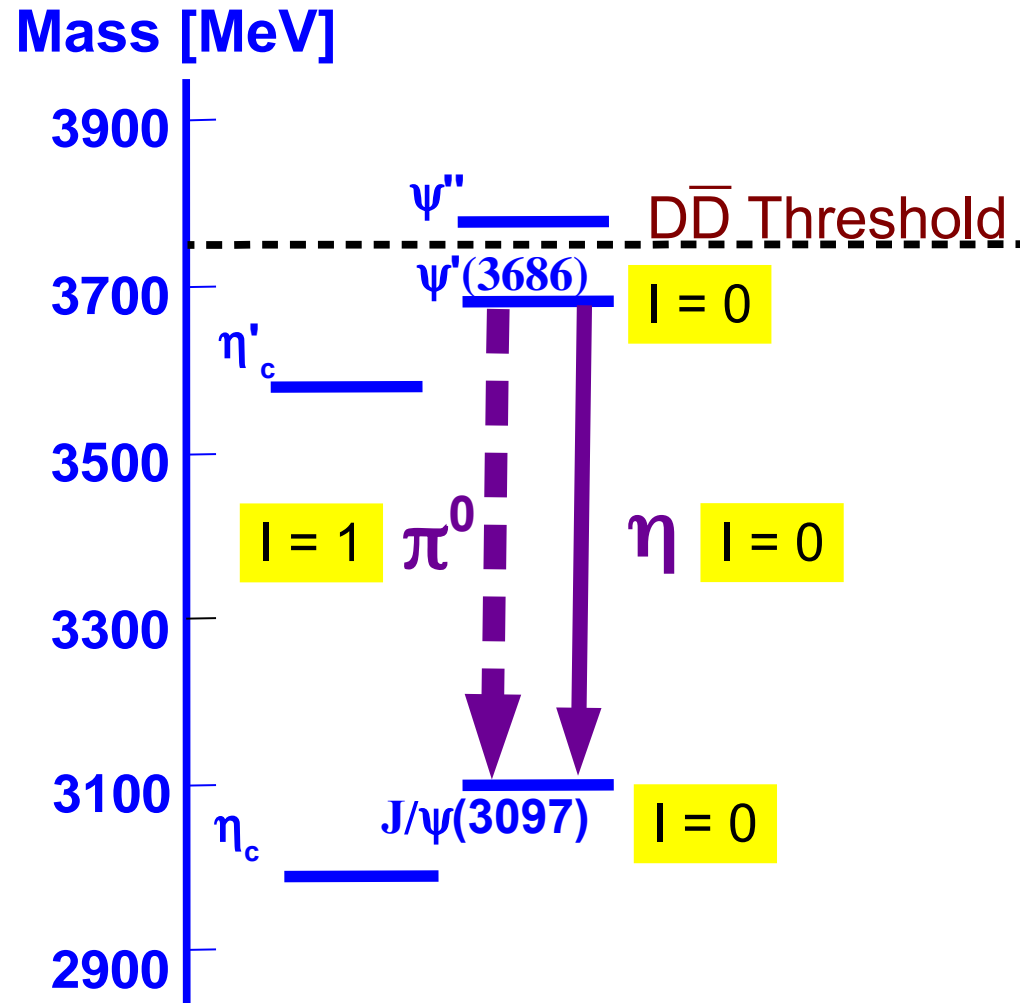 Mass [MeV]
3900
ψ''
DD̅ Threshold
ψ'(3686)
3700
I = 0
η'c
3500
I = 1
π⁰
η
I = 0
3300
3100
J/ψ(3097)
I = 0
ηc
2900